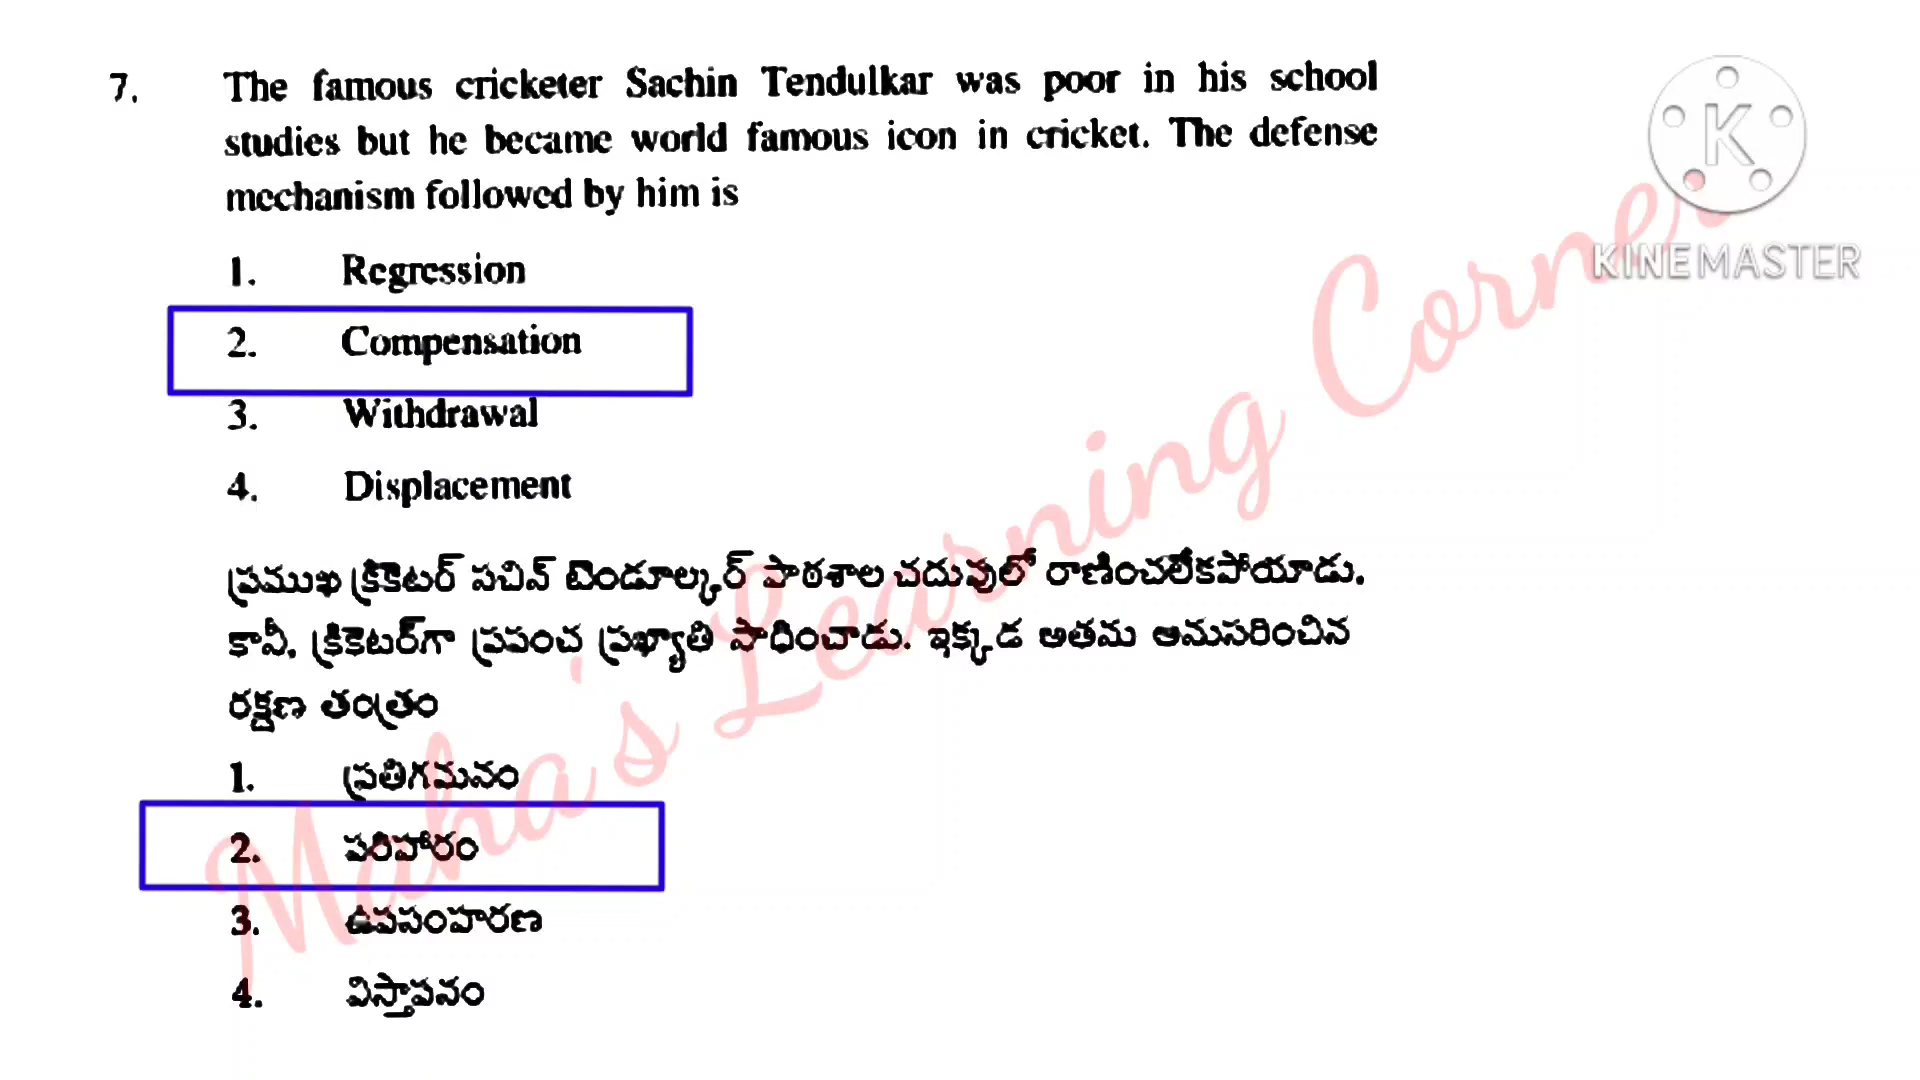 7. The famous cricketer Sachin Tendulkar was poor in his school
studies but he became world famous icon in cricket. The defense
mechanism followed by him is
1. Regression
2. Compensation
3. Withdrawal
4. Displacement
ప్రముఖ క్రికెటర్ సచిన్ టెండూల్కర్ పాఠశాల చదువులో రాణించలేకపోయాడు.
కానీ, క్రికెటర్‌గా ప్రపంచ ప్రఖ్యాతి సాధించాడు. ఇక్కడ అతను అనుసరించిన
రక్షణ తంత్రం
1. ప్రతిగమనం
2. పరిహారం
3. ఉపసంహరణ
4. విస్తాపనం
K
KINEMASTER
Maha's Learning Corner